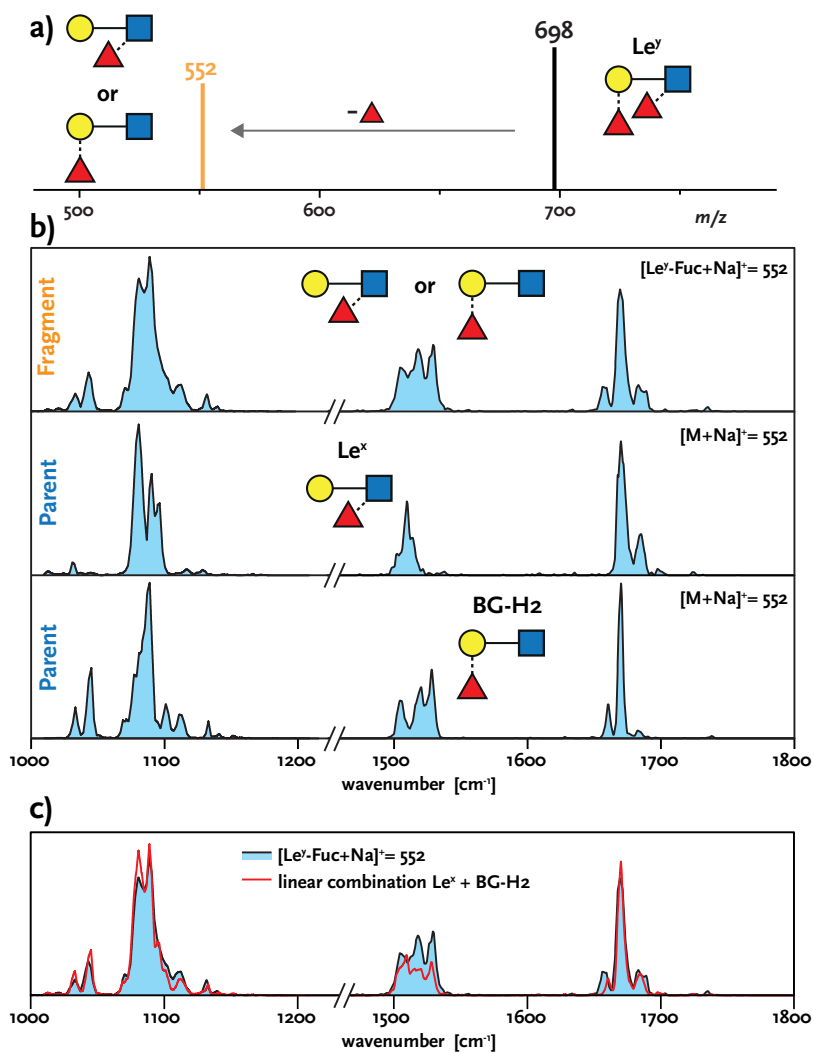 a)
or
552
698
Leʸ
–
500
600
700
m/z
b)
Fragment
or
[Leʸ-Fuc+Na]⁺= 552
Parent
Leˣ
[M+Na]⁺= 552
Parent
BG-H2
[M+Na]⁺= 552
1000
1100
1200
1500
1600
1700
1800
wavenumber [cm⁻¹]
c)
[Leʸ-Fuc+Na]⁺= 552
linear combination Leˣ + BG-H2
1000
1100
1200
1500
1600
1700
1800
wavenumber [cm⁻¹]